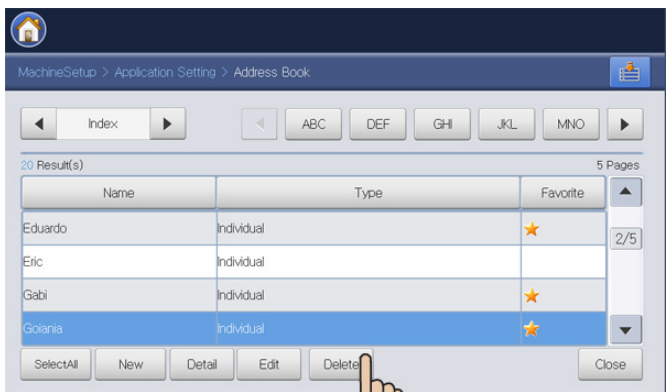 MachineSetup > Application Setting > Address Book
Index ABC DEF GHI JKL MNO
20 Result(s) 5 Pages
Name Type Favorite
Eduardo Individual
Eric Individual
2/5
Gabi Individual
Goiania Individual
SelectAll New Detail Edit Delete Close